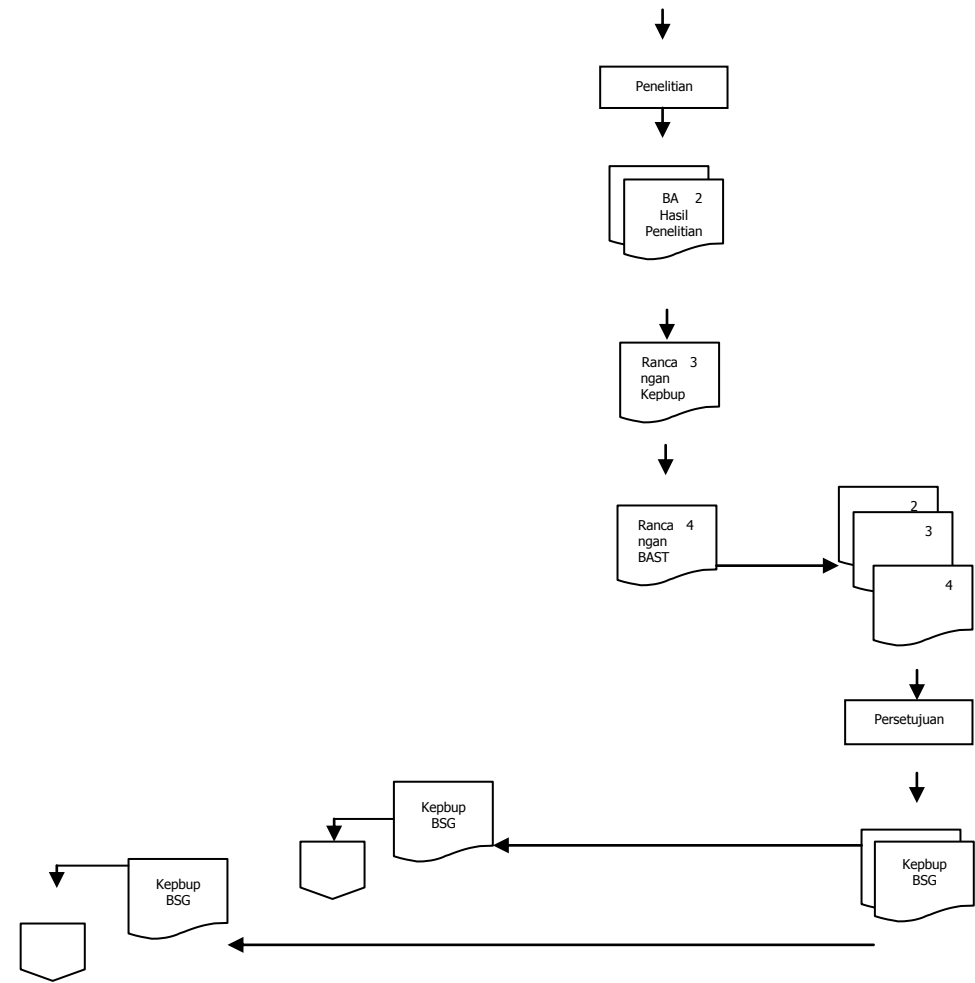 Penelitian
BA 2
Hasil
Penelitian
Ranca 3
ngan
Kepbup
Ranca 4
ngan
BAST
2
3
4
Persetujuan
Kepbup
BSG
Kepbup
BSG
Kepbup
BSG